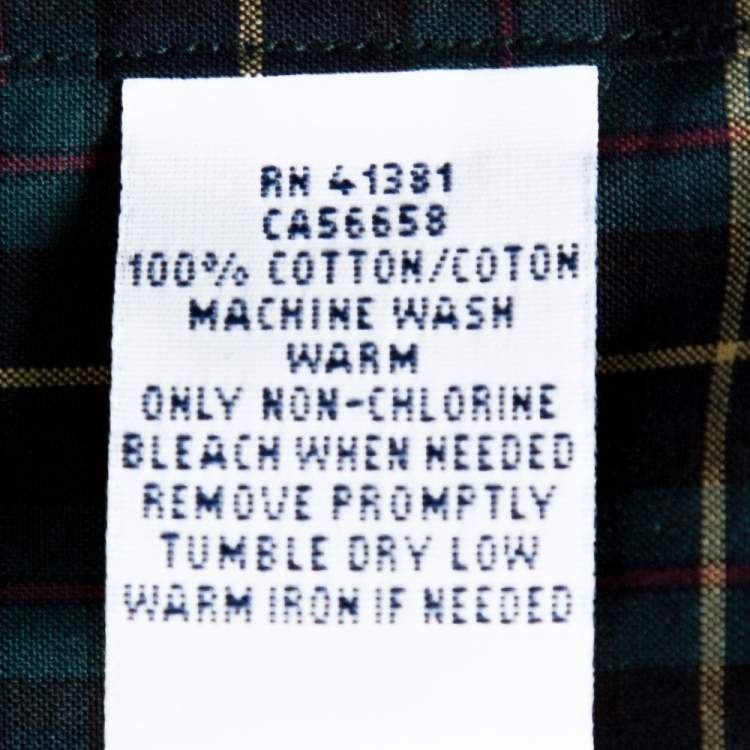 RN 41381
CA56658
100% COTTON/COTON
MACHINE WASH
WARM
ONLY NON-CHLORINE
BLEACH WHEN NEEDED
REMOVE PROMPTLY
TUMBLE DRY LOW
WARM IRON IF NEEDED